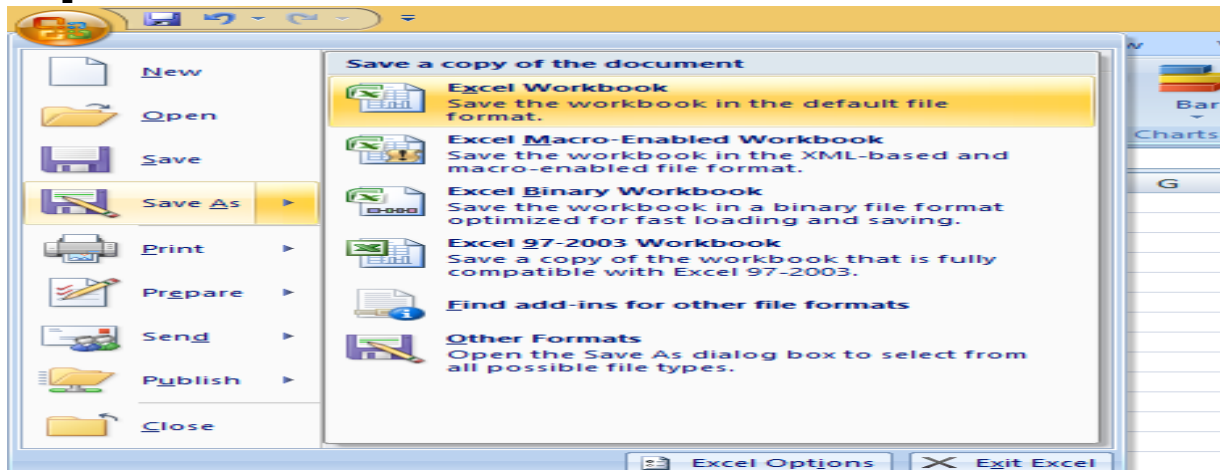 New
Open
Save
Save As
Print
Prepare
Send
Publish
Close
Save a copy of the document
Excel Workbook
Save the workbook in the default file
format.
Excel Macro-Enabled Workbook
Save the workbook in the XML-based and
macro-enabled file format.
Excel Binary Workbook
Save the workbook in a binary file format
optimized for fast loading and saving.
Excel 97-2003 Workbook
Save a copy of the workbook that is fully
compatible with Excel 97-2003.
Find add-ins for other file formats
Other Formats
Open the Save As dialog box to select from
all possible file types.
Excel Options
Exit Excel
Bar
Charts
G